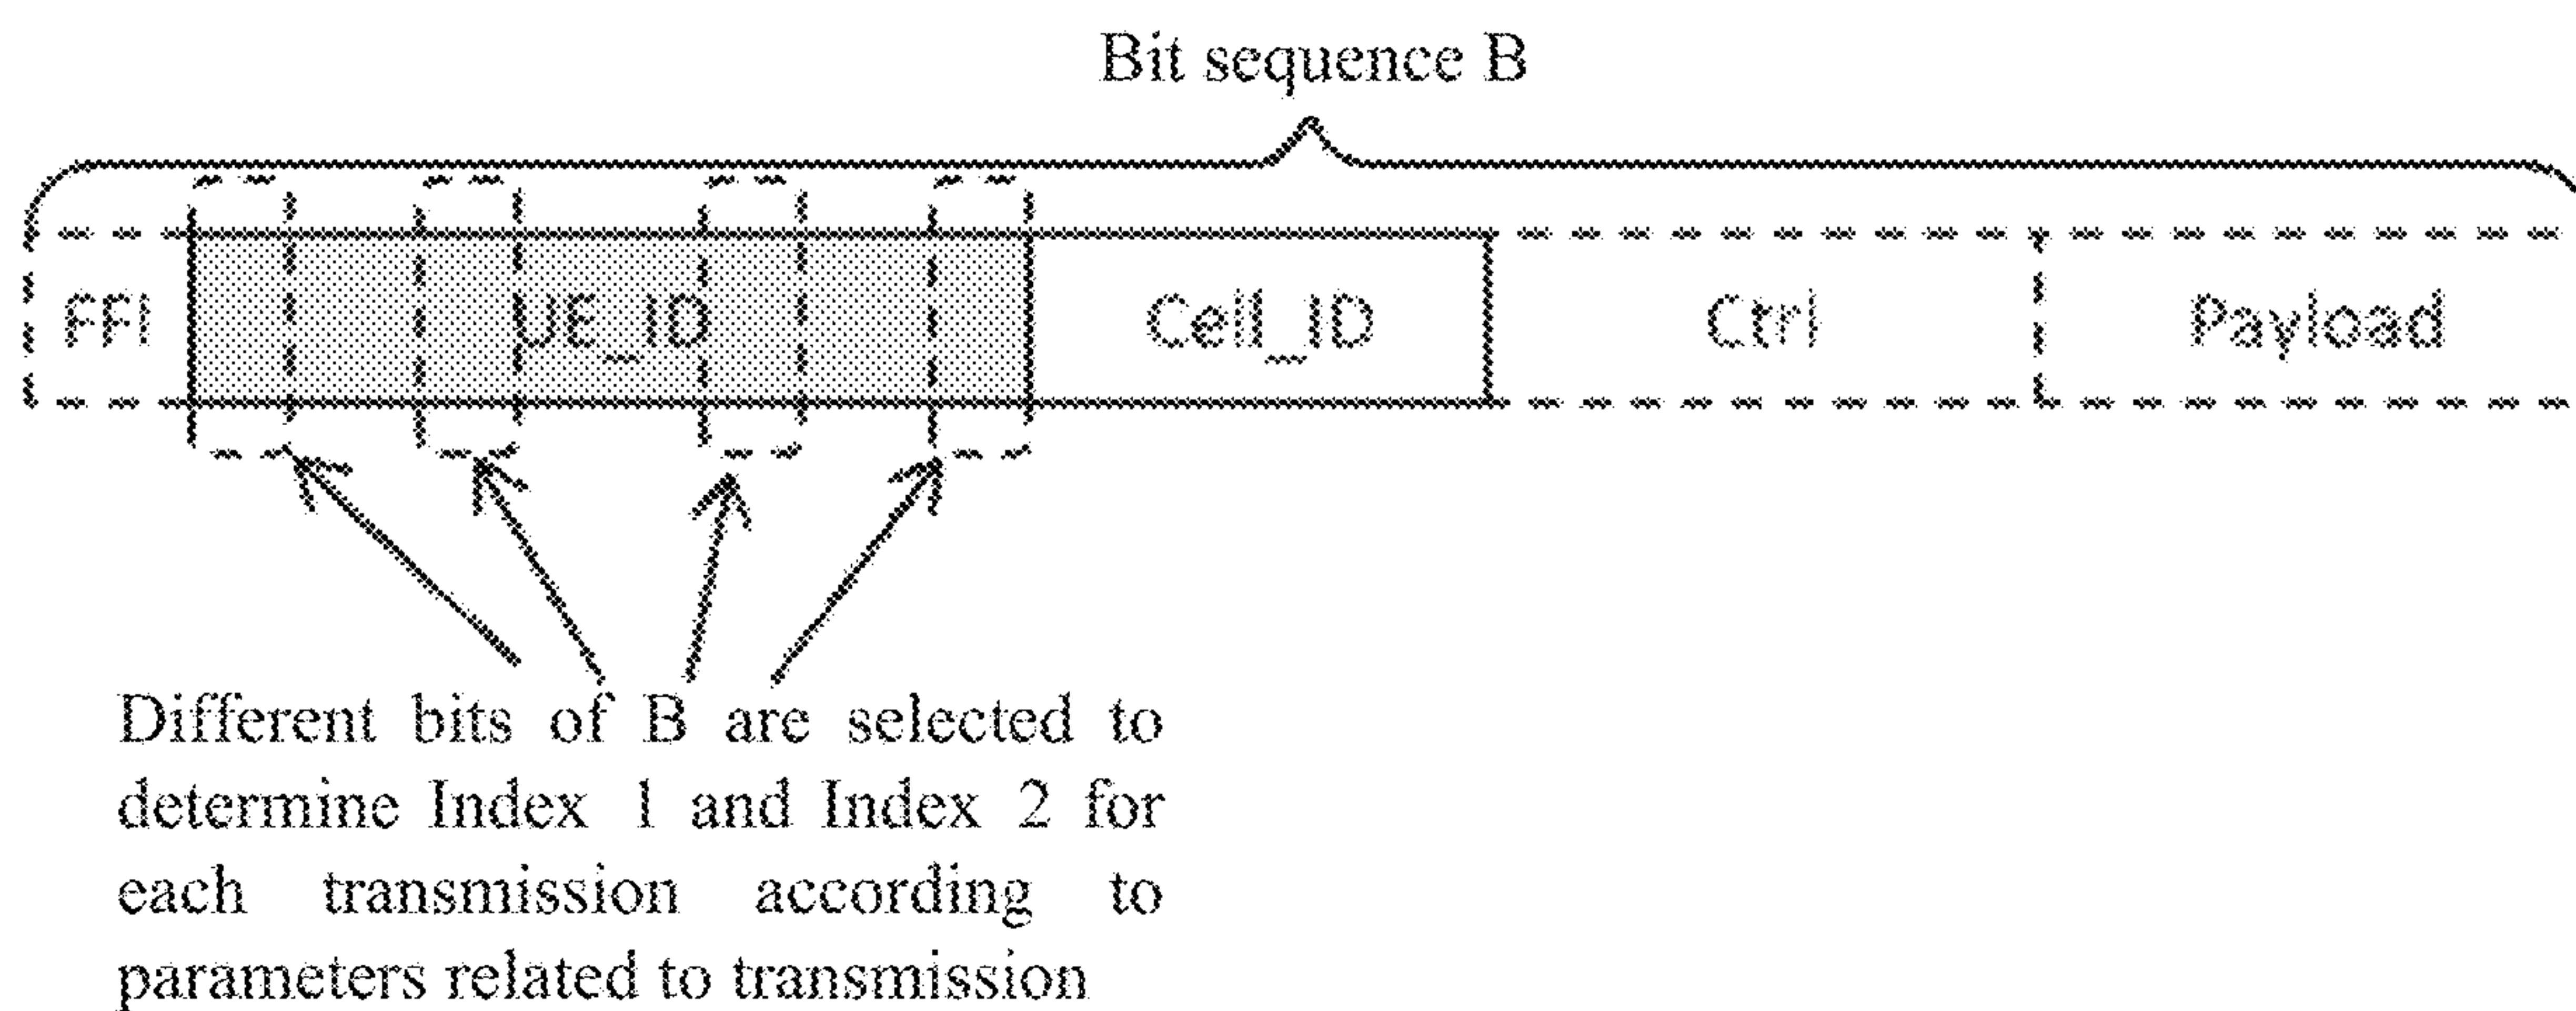 Bit sequence B
FFI UE_ID Cell_ID Ctrl Payload
Different bits of B are selected to
determine Index 1 and Index 2 for
each transmission according to
parameters related to transmission